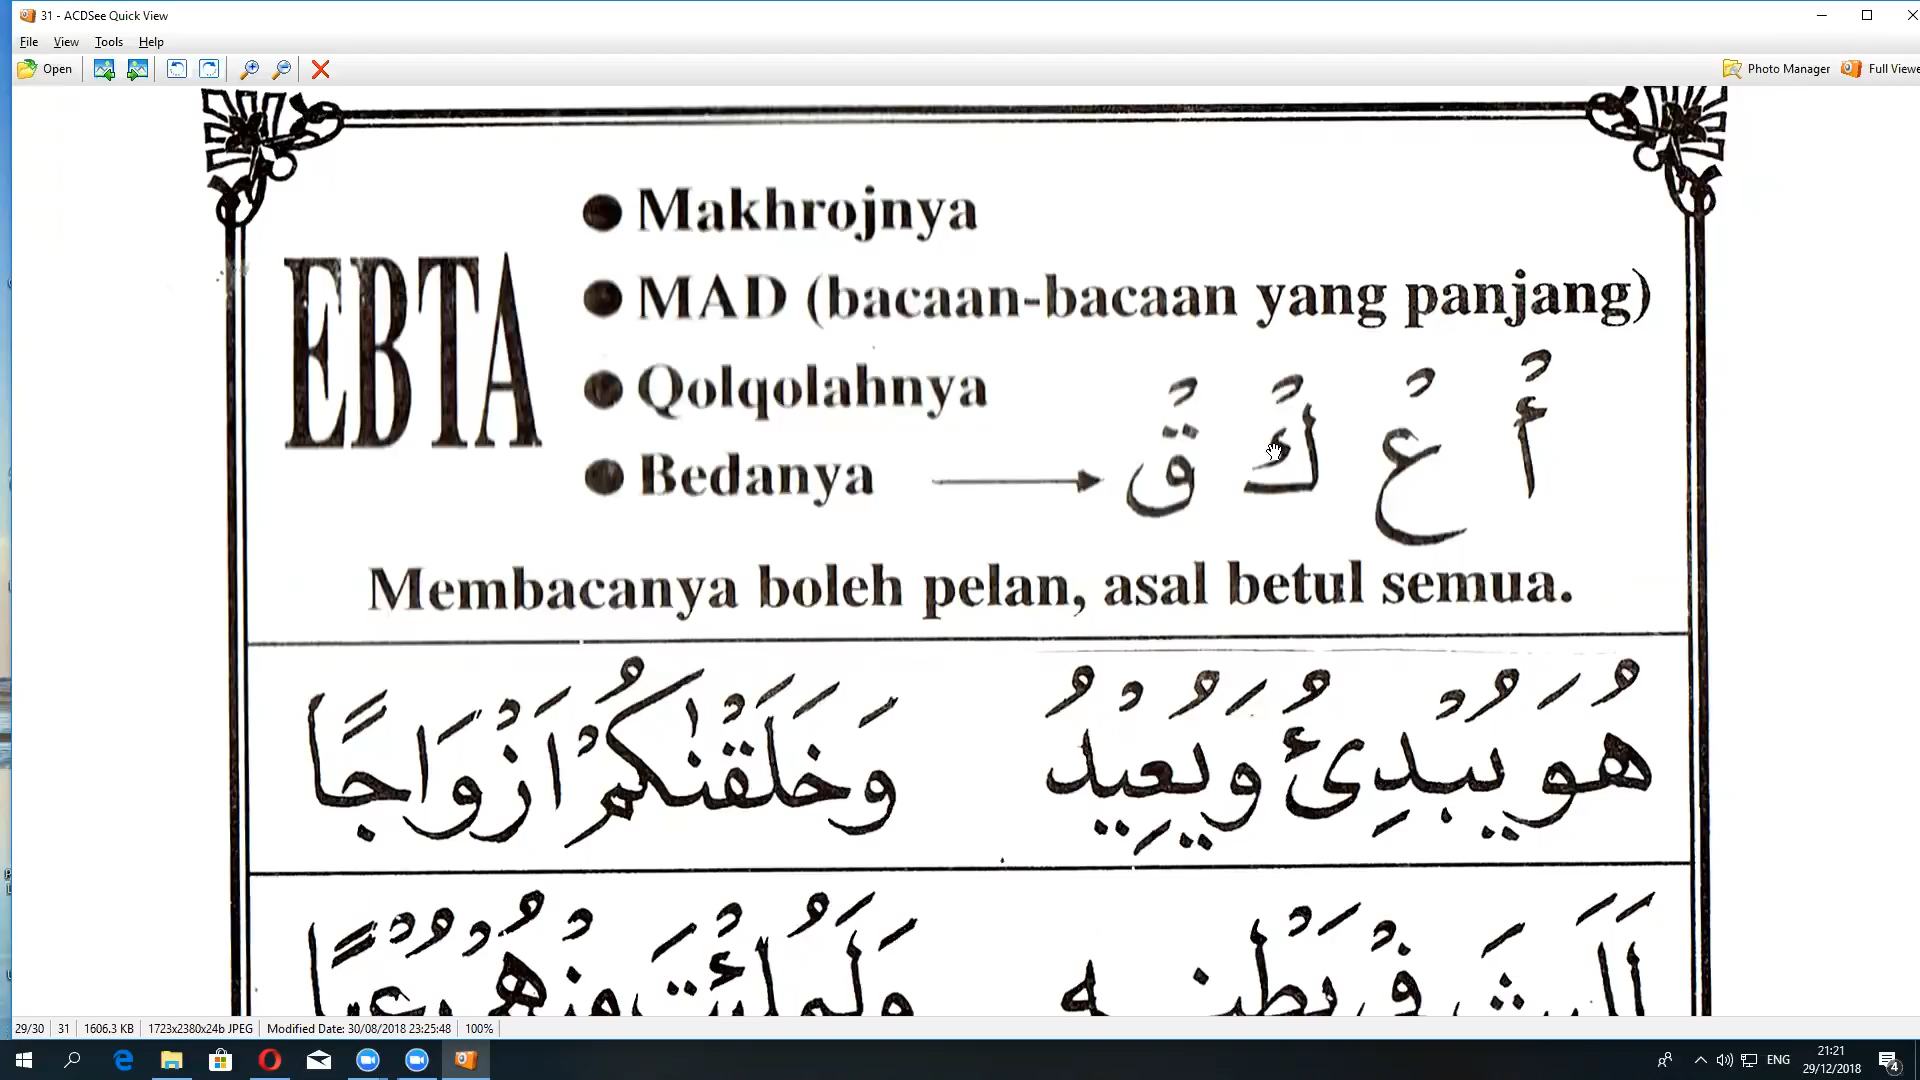 31 - ACDSee Quick View
File View Tools Help
Open Photo Manager Full Viewe
EBTA
● Makhrojnya
● MAD (bacaan-bacaan yang panjang)
● Qolqolahnya
● Bedanya → أْ عْ كْ قْ
Membacanya boleh pelan, asal betul semua.
هُوَ يُبْدِئُ وَيُعِيْدُ وَخَلَقْنٰكُمْ اَزْوَاجًا
29/30 31 1606.3 KB 1723x2380x24b JPEG Modified Date: 30/08/2018 23:25:48 100%
ENG 21:21
29/12/2018 4